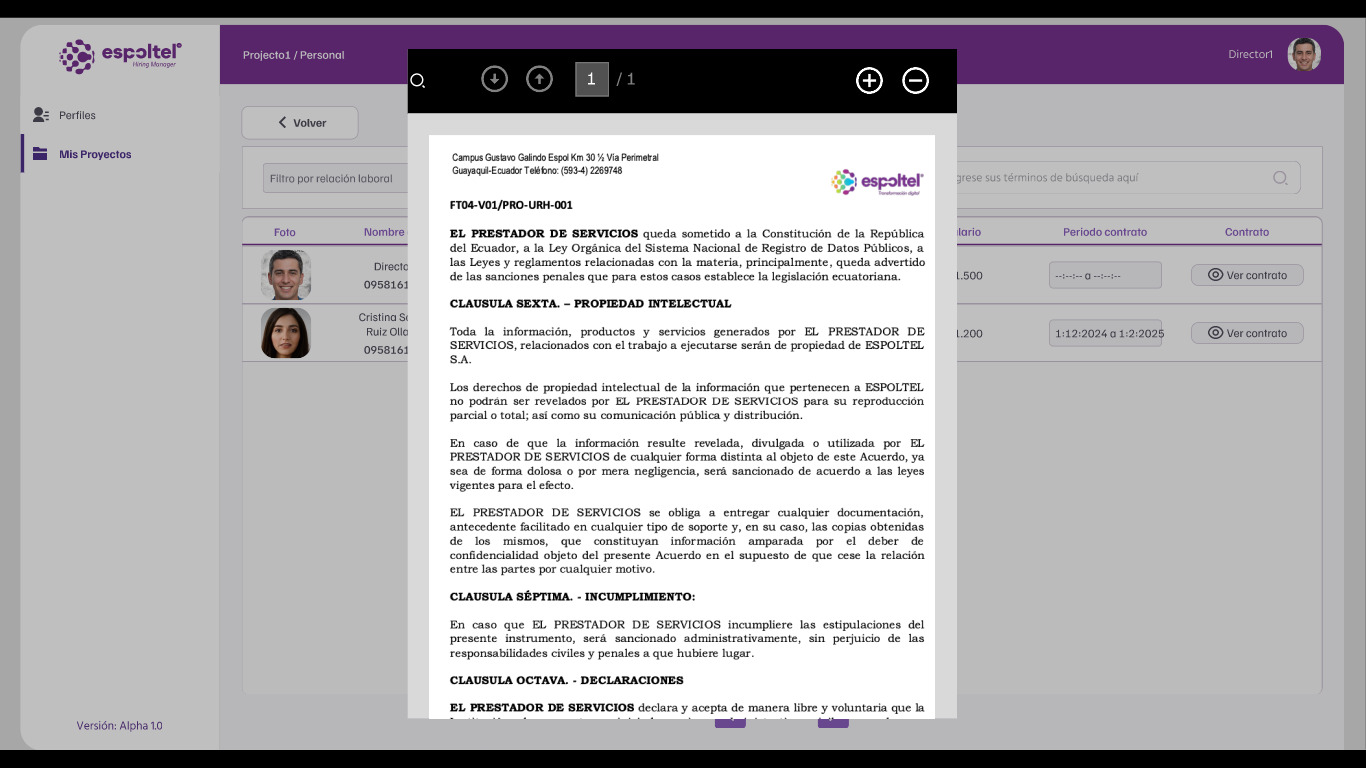 espoltel
Hiring Manager
Projecto1 / Personal
Director1
Perfiles
Mis Proyectos
Volver
Filtro por relación laboral
grese sus términos de búsqueda aquí
Foto
Nombre
lario
Periodo contrato
Contrato
Directo
0958161
1.500
--:--:-- a --:--:--
Ver contrato
Cristina
Ruiz Olla
0958161
1.200
1:12:2024 a 1:2:2025
Ver contrato
Versión: Alpha 1.0
1 / 1
Campus Gustavo Galindo Espol Km 30 ½ Vía Perimetral
Guayaquil-Ecuador Teléfono: (593-4) 2269748
espoltel
Transformación digital
FT04-V01/PRO-URH-001
EL PRESTADOR DE SERVICIOS queda sometido a la Constitución de la República
del Ecuador, a la Ley Orgánica del Sistema Nacional de Registro de Datos Públicos, a
las Leyes y reglamentos relacionadas con la materia, principalmente, queda advertido
de las sanciones penales que para estos casos establece la legislación ecuatoriana.
CLAUSULA SEXTA. – PROPIEDAD INTELECTUAL
Toda la información, productos y servicios generados por EL PRESTADOR DE
SERVICIOS, relacionados con el trabajo a ejecutarse serán de propiedad de ESPOLTEL
S.A.
Los derechos de propiedad intelectual de la información que pertenecen a ESPOLTEL
no podrán ser revelados por EL PRESTADOR DE SERVICIOS para su reproducción
parcial o total; así como su comunicación pública y distribución.
En caso de que la información resulte revelada, divulgada o utilizada por EL
PRESTADOR DE SERVICIOS de cualquier forma distinta al objeto de este Acuerdo, ya
sea de forma dolosa o por mera negligencia, será sancionado de acuerdo a las leyes
vigentes para el efecto.
EL PRESTADOR DE SERVICIOS se obliga a entregar cualquier documentación,
antecedente facilitado en cualquier tipo de soporte y, en su caso, las copias obtenidas
de los mismos, que constituyan información amparada por el deber de
confidencialidad objeto del presente Acuerdo en el supuesto de que cese la relación
entre las partes por cualquier motivo.
CLAUSULA SÉPTIMA. - INCUMPLIMIENTO:
En caso que EL PRESTADOR DE SERVICIOS incumpliere las estipulaciones del
presente instrumento, será sancionado administrativamente, sin perjuicio de las
responsabilidades civiles y penales a que hubiere lugar.
CLAUSULA OCTAVA. - DECLARACIONES
EL PRESTADOR DE SERVICIOS declara y acepta de manera libre y voluntaria que la